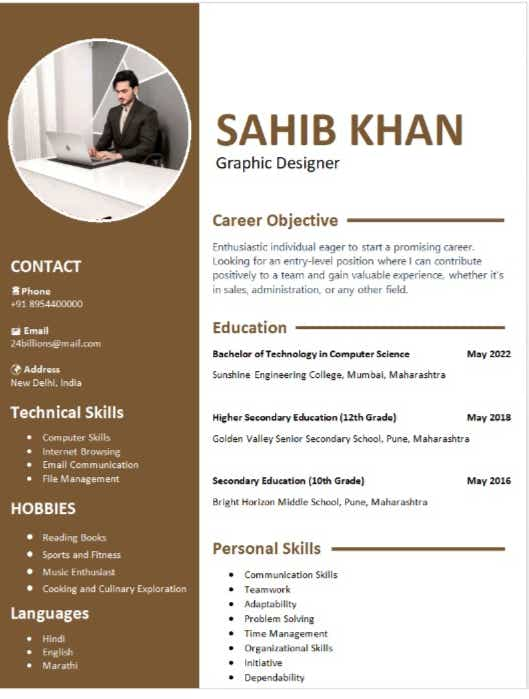 SAHIB KHAN
Graphic Designer
CONTACT
Phone
+91 8954400000
Email
24billions@mail.com
Address
New Delhi, India
Technical Skills
Computer Skills
Internet Browsing
Email Communication
File Management
HOBBIES
Reading Books
Sports and Fitness
Music Enthusiast
Cooking and Culinary Exploration
Languages
Hindi
English
Marathi
Career Objective
Enthusiastic individual eager to start a promising career.
Looking for an entry-level position where I can contribute
positively to a team and gain valuable experience, whether it's
in sales, administration, or any other field.
Education
Bachelor of Technology in Computer Science May 2022
Sunshine Engineering College, Mumbai, Maharashtra
Higher Secondary Education (12th Grade) May 2018
Golden Valley Senior Secondary School, Pune, Maharashtra
Secondary Education (10th Grade) May 2016
Bright Horizon Middle School, Pune, Maharashtra
Personal Skills
Communication Skills
Teamwork
Adaptability
Problem Solving
Time Management
Organizational Skills
Initiative
Dependability